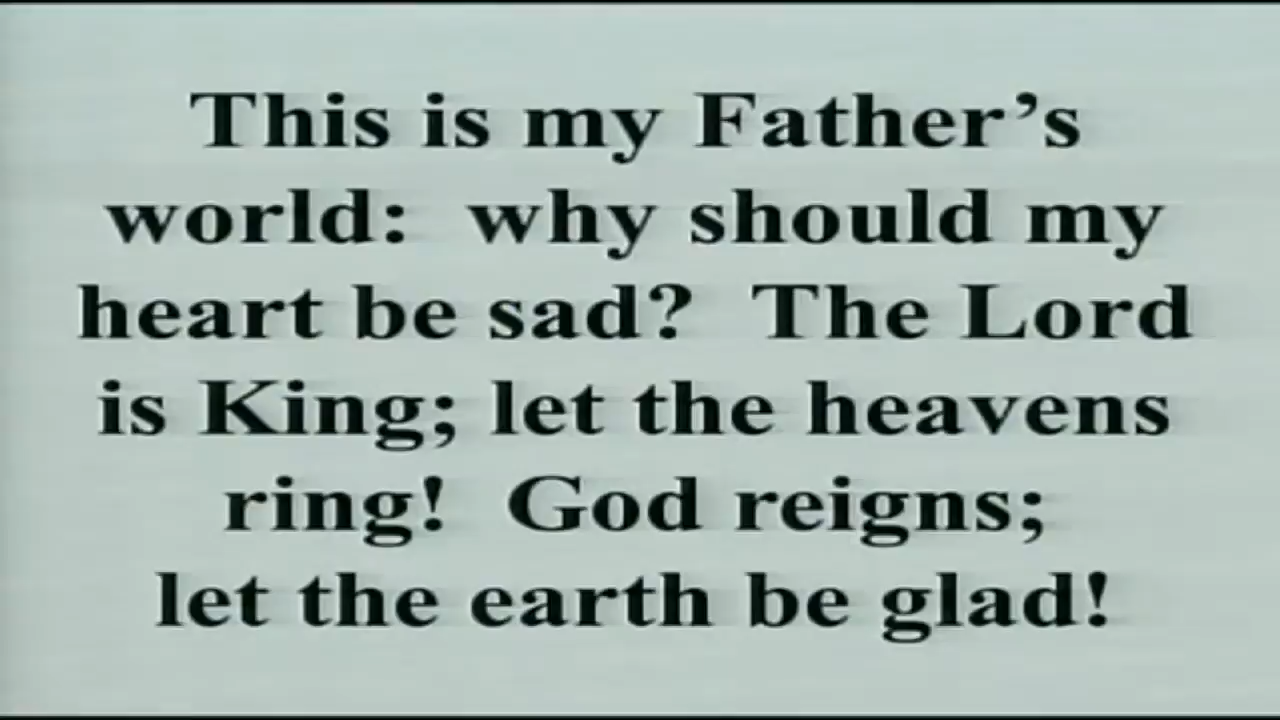 This is my Father’s
world:  why should my
heart be sad?  The Lord
is King; let the heavens
ring!  God reigns;
let the earth be glad!